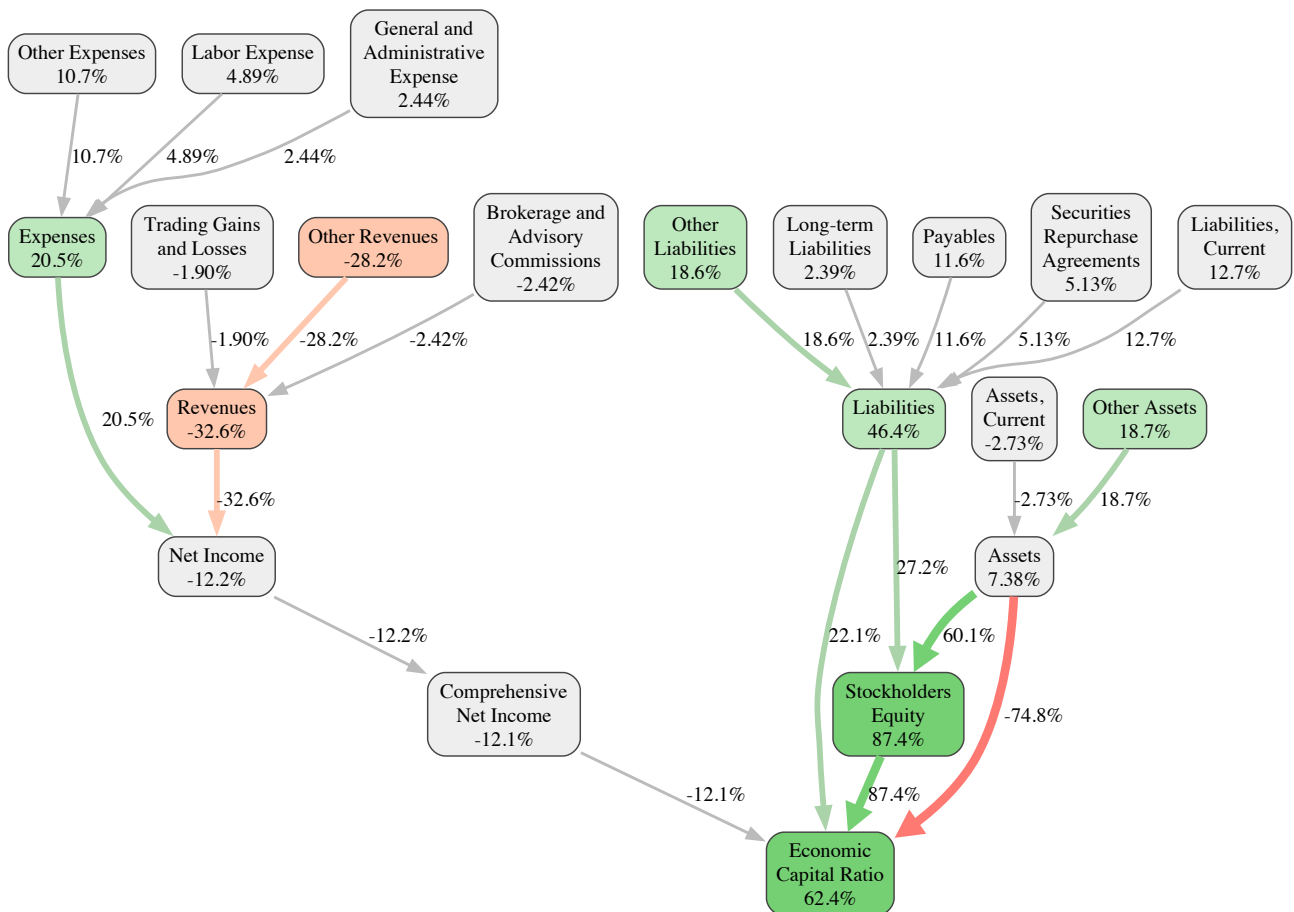 Other Expenses
10.7%
Labor Expense
4.89%
General and
Administrative
Expense
2.44%
10.7%
4.89%
2.44%
Expenses
20.5%
Trading Gains
and Losses
-1.90%
Other Revenues
-28.2%
Brokerage and
Advisory
Commissions
-2.42%
Other
Liabilities
18.6%
Long-term
Liabilities
2.39%
Payables
11.6%
Securities
Repurchase
Agreements
5.13%
Liabilities,
Current
12.7%
-1.90%
-28.2%
-2.42%
18.6%
2.39%
11.6%
5.13%
12.7%
20.5%
Revenues
-32.6%
Liabilities
46.4%
Assets,
Current
-2.73%
Other Assets
18.7%
-32.6%
-2.73%
18.7%
Net Income
-12.2%
27.2%
Assets
7.38%
-12.2%
22.1%
60.1%
Comprehensive
Net Income
-12.1%
Stockholders
Equity
87.4%
-74.8%
-12.1%
87.4%
Economic
Capital Ratio
62.4%